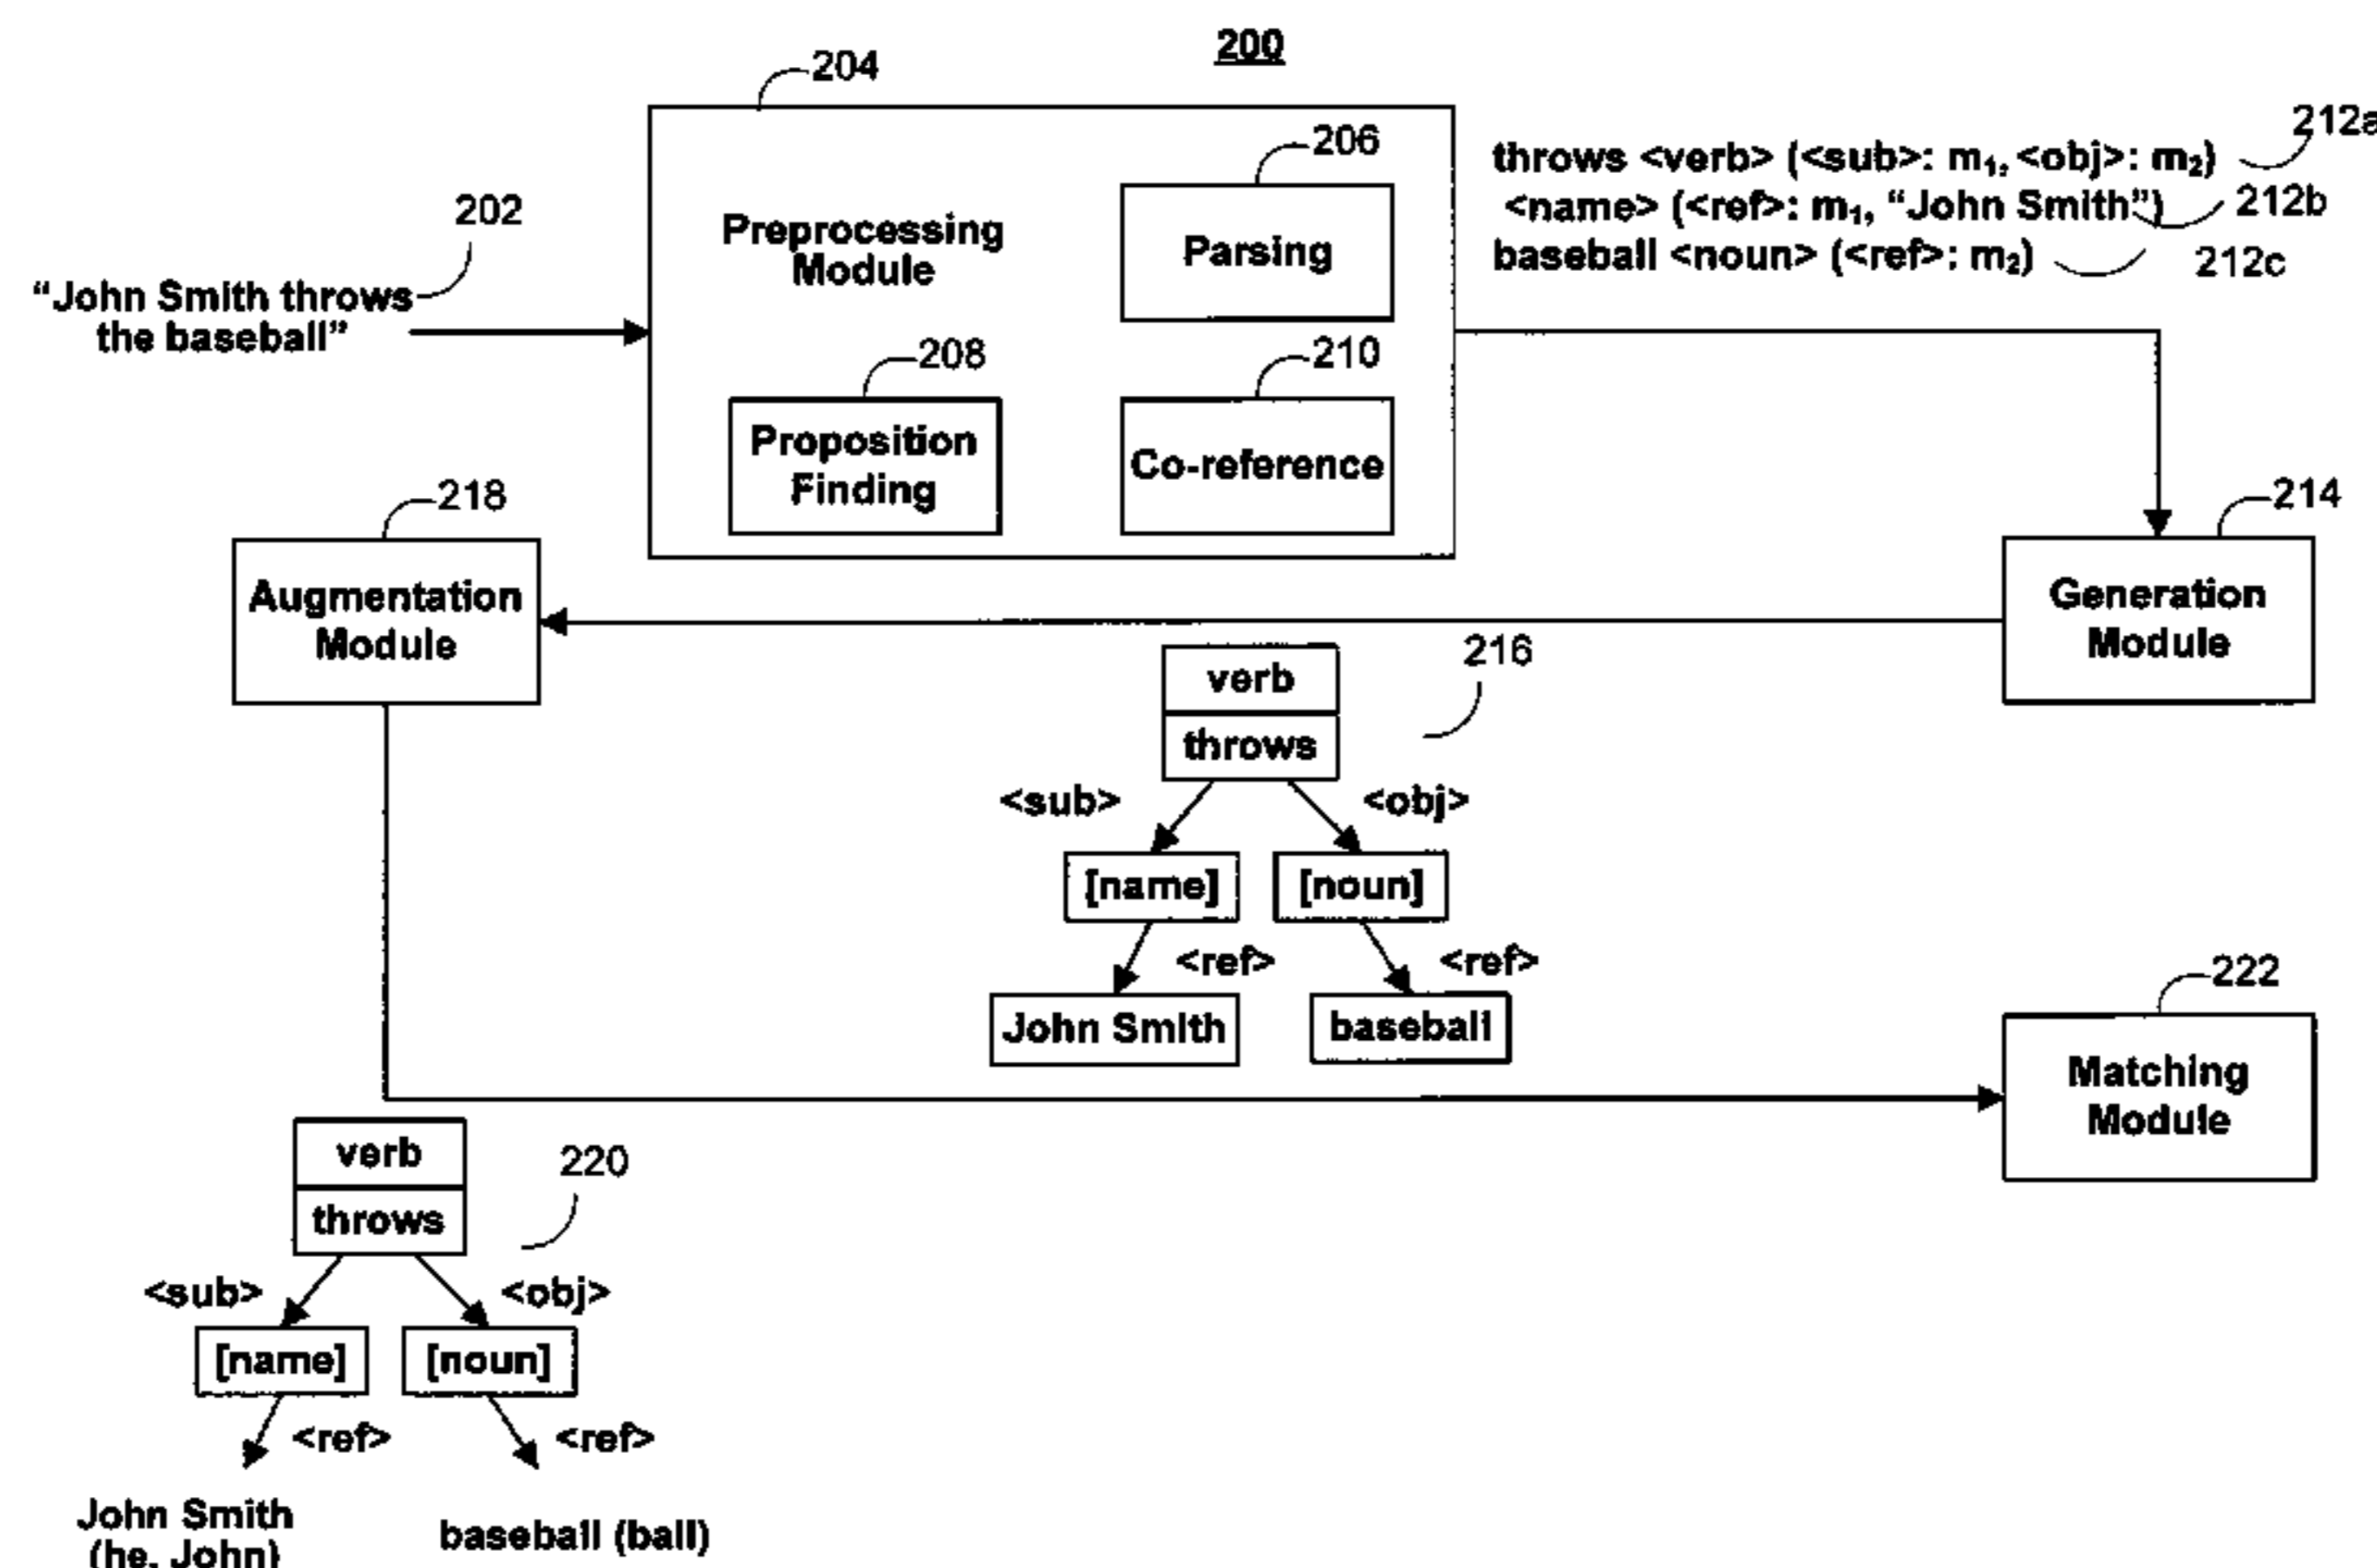 200
204
206
212a
throws <verb> (<sub>: m₁, <obj>: m₂)
202
Preprocessing
Module
Parsing
<name> (<ref>: m₁, “John Smith”)
212b
baseball <noun> (<ref>: m₂)
212c
“John Smith throws
the baseball”
208
210
Proposition
Finding
Co-reference
218
214
Augmentation
Module
Generation
Module
216
verb
throws
<sub>
<obj>
[name]
[noun]
<ref>
<ref>
John Smith
baseball
222
Matching
Module
verb
throws
220
<sub>
<obj>
[name]
[noun]
<ref>
<ref>
John Smith
(he, John)
baseball (ball)